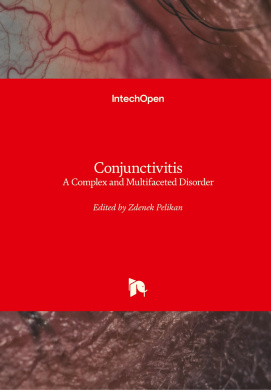 IntechOpen
Conjunctivitis
A Complex and Multifaceted Disorder
Edited by Zdenek Pelikan